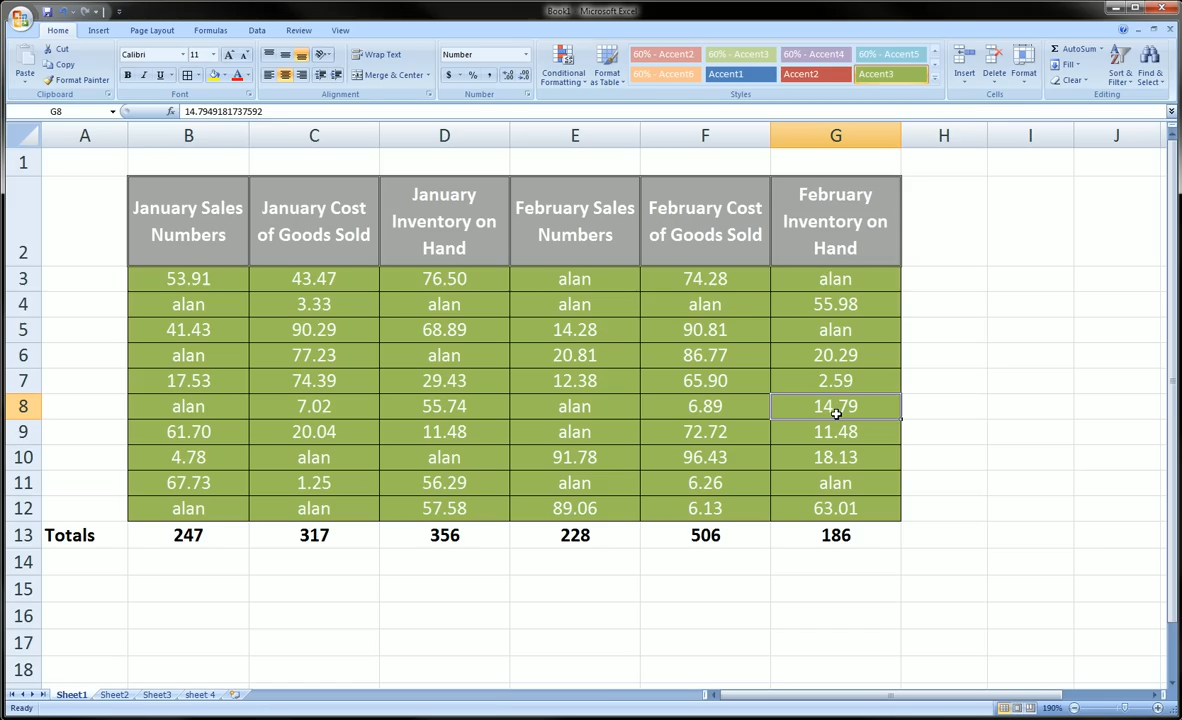 Book1 - Microsoft Excel
Home Insert Page Layout Formulas Data Review View
Cut
Copy
Format Painter
Paste
Clipboard
Calibri 11
B I U
Font
Wrap Text
Merge & Center
Alignment
Number
$ % ,
Number
Conditional Formatting
Format as Table
60% - Accent2 60% - Accent3 60% - Accent4 60% - Accent5
60% - Accent6 Accent1 Accent2 Accent3
Styles
Insert Delete Format
Cells
AutoSum
Fill
Clear
Sort & Filter
Find & Select
Editing
G8 fx 14.7949181737592
A B C D E F G H I J
1
2 January Sales Numbers January Cost of Goods Sold January Inventory on Hand February Sales Numbers February Cost of Goods Sold February Inventory on Hand
3 53.91 43.47 76.50 alan 74.28 alan
4 alan 3.33 alan alan alan 55.98
5 41.43 90.29 68.89 14.28 90.81 alan
6 alan 77.23 alan 20.81 86.77 20.29
7 17.53 74.39 29.43 12.38 65.90 2.59
8 alan 7.02 55.74 alan 6.89 14.79
9 61.70 20.04 11.48 alan 72.72 11.48
10 4.78 alan alan 91.78 96.43 18.13
11 67.73 1.25 56.29 alan 6.26 alan
12 alan alan 57.58 89.06 6.13 63.01
13 Totals 247 317 356 228 506 186
14
15
16
17
18
Sheet1 Sheet2 Sheet3 sheet 4
Ready 190%